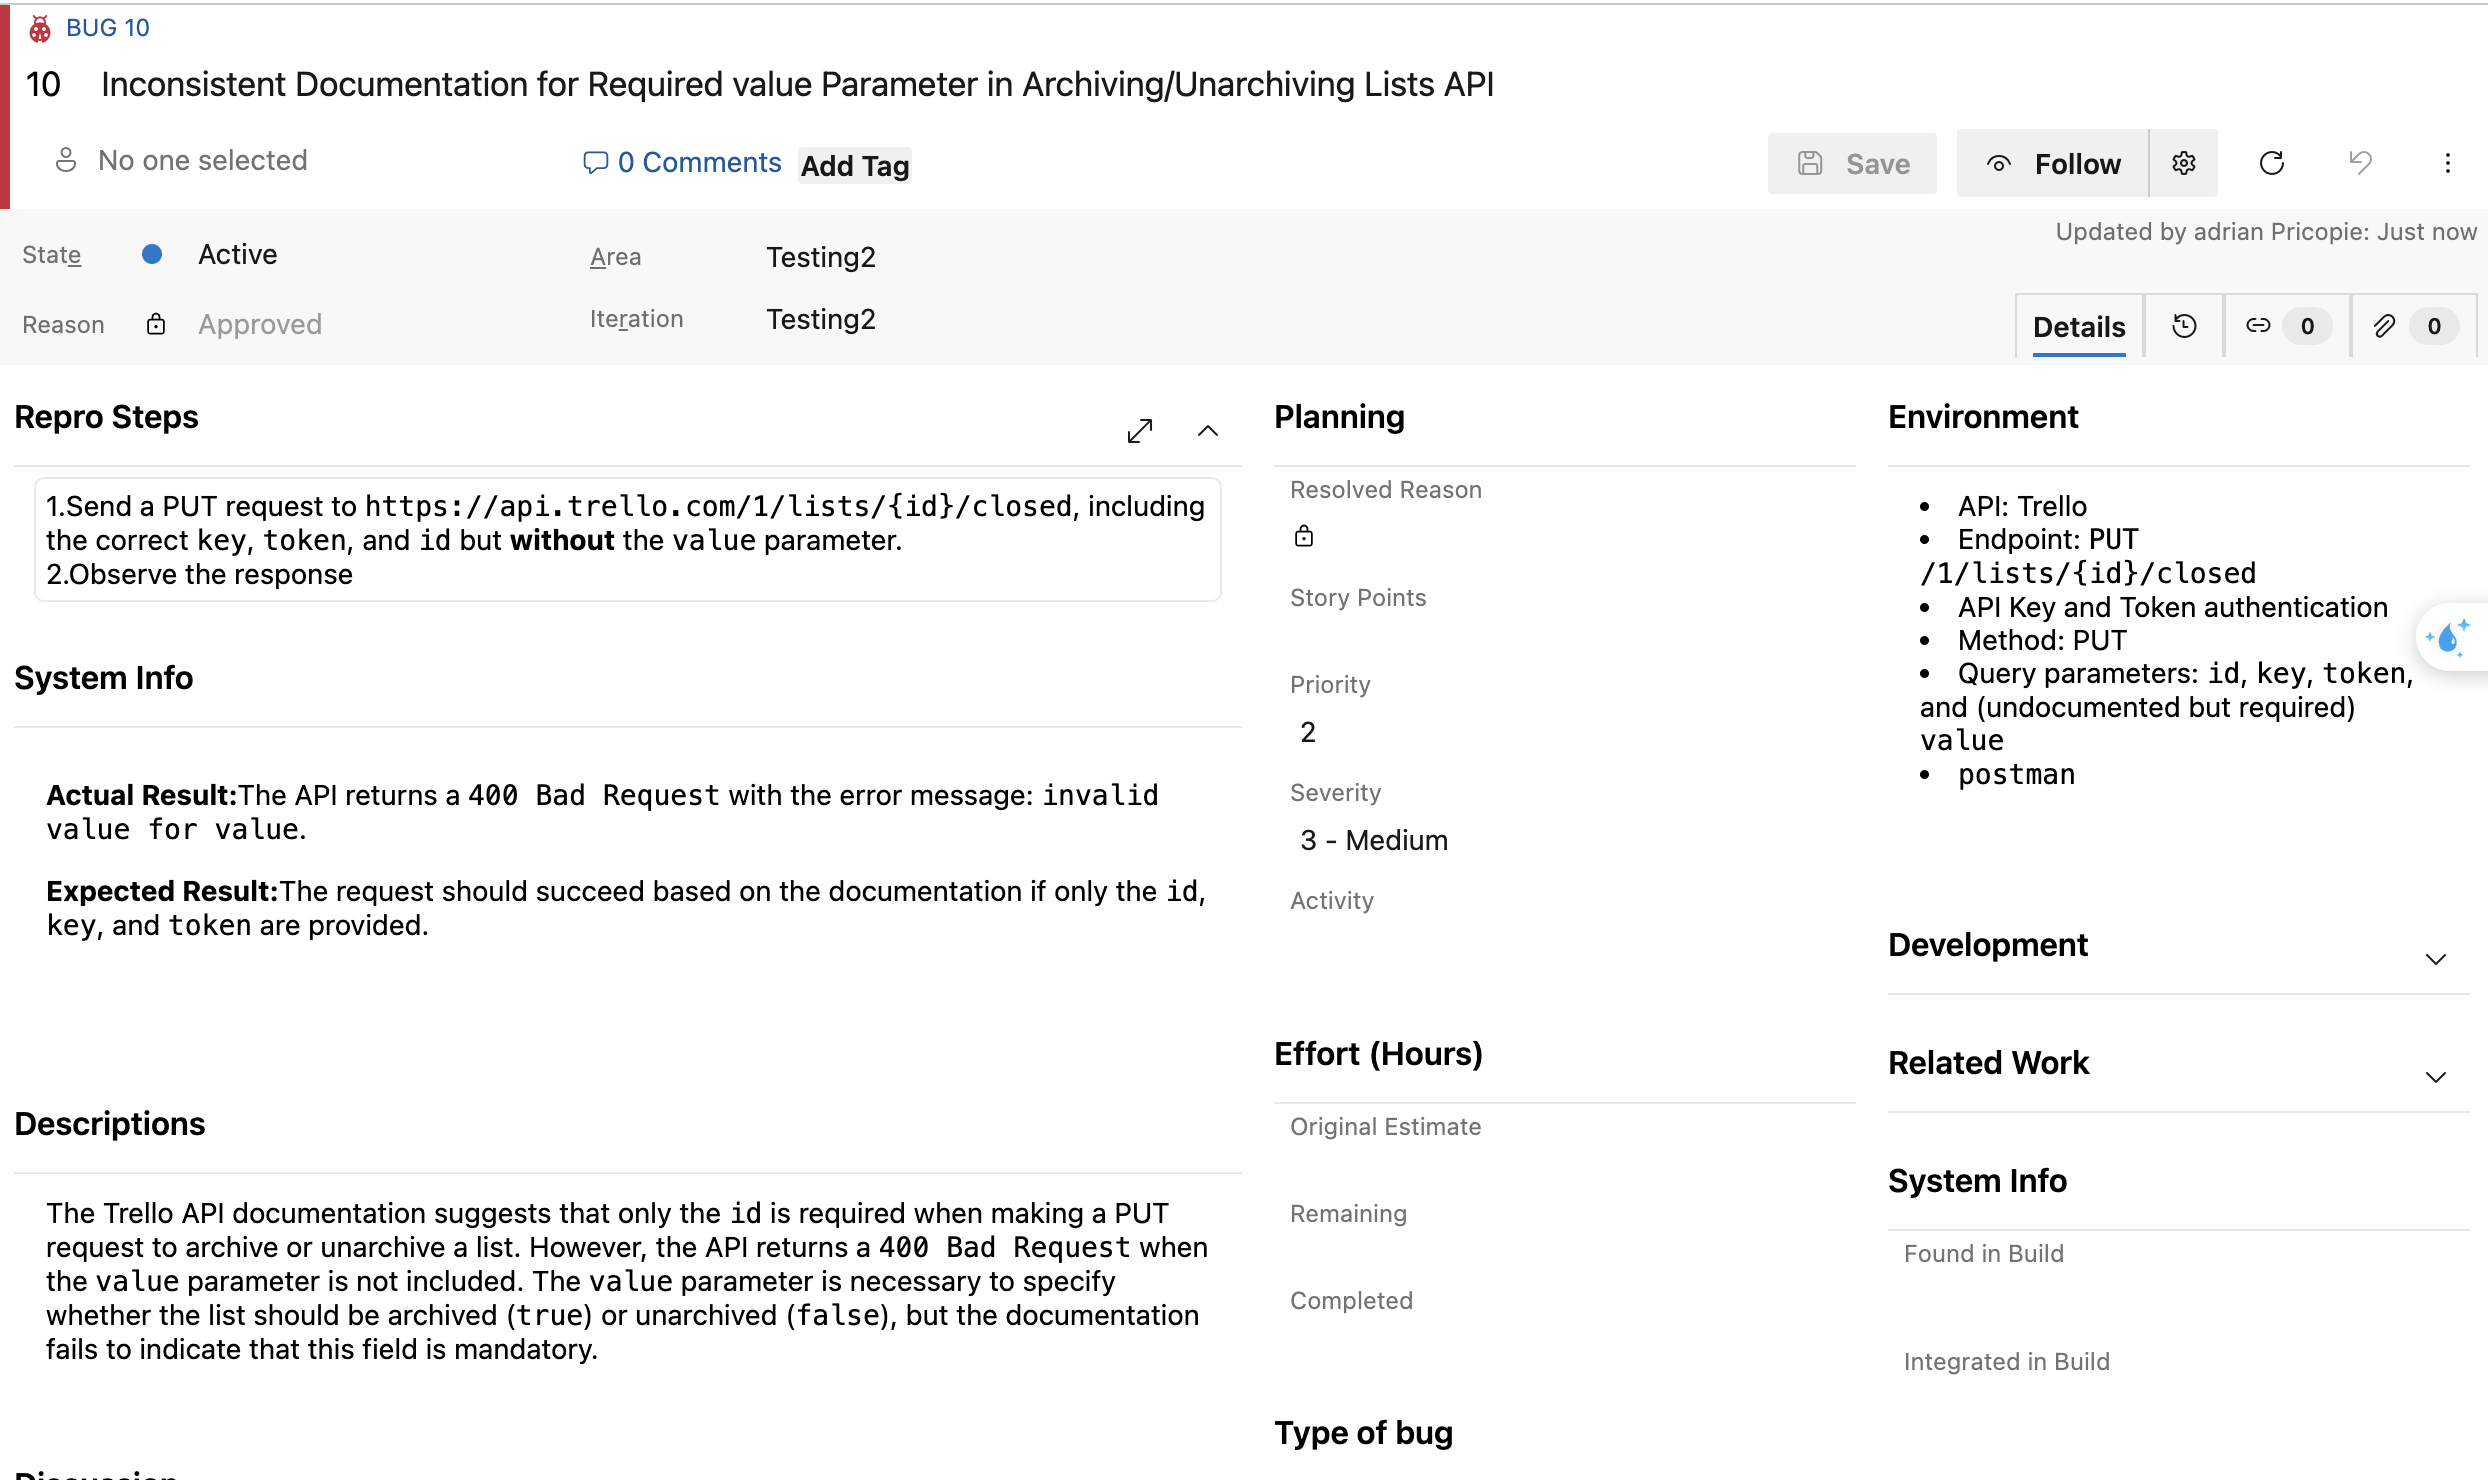 BUG 10
10 Inconsistent Documentation for Required value Parameter in Archiving/Unarchiving Lists API
No one selected
0 Comments
Add Tag
Save
Follow
Updated by adrian Pricopie: Just now
State
Active
Area
Testing2
Reason
Approved
Iteration
Testing2
Details
0
0
Repro Steps
1.Send a PUT request to https://api.trello.com/1/lists/{id}/closed, including
the correct key, token, and id but without the value parameter.
2.Observe the response
System Info
Actual Result:The API returns a 400 Bad Request with the error message: invalid
value for value.
Expected Result:The request should succeed based on the documentation if only the id,
key, and token are provided.
Descriptions
The Trello API documentation suggests that only the id is required when making a PUT
request to archive or unarchive a list. However, the API returns a 400 Bad Request when
the value parameter is not included. The value parameter is necessary to specify
whether the list should be archived (true) or unarchived (false), but the documentation
fails to indicate that this field is mandatory.
Discussion
Planning
Resolved Reason
Story Points
Priority
2
Severity
3 - Medium
Activity
Effort (Hours)
Original Estimate
Remaining
Completed
Type of bug
Environment
• API: Trello
• Endpoint: PUT
/1/lists/{id}/closed
• API Key and Token authentication
• Method: PUT
• Query parameters: id, key, token,
and (undocumented but required)
value
• postman
Development
Related Work
System Info
Found in Build
Integrated in Build